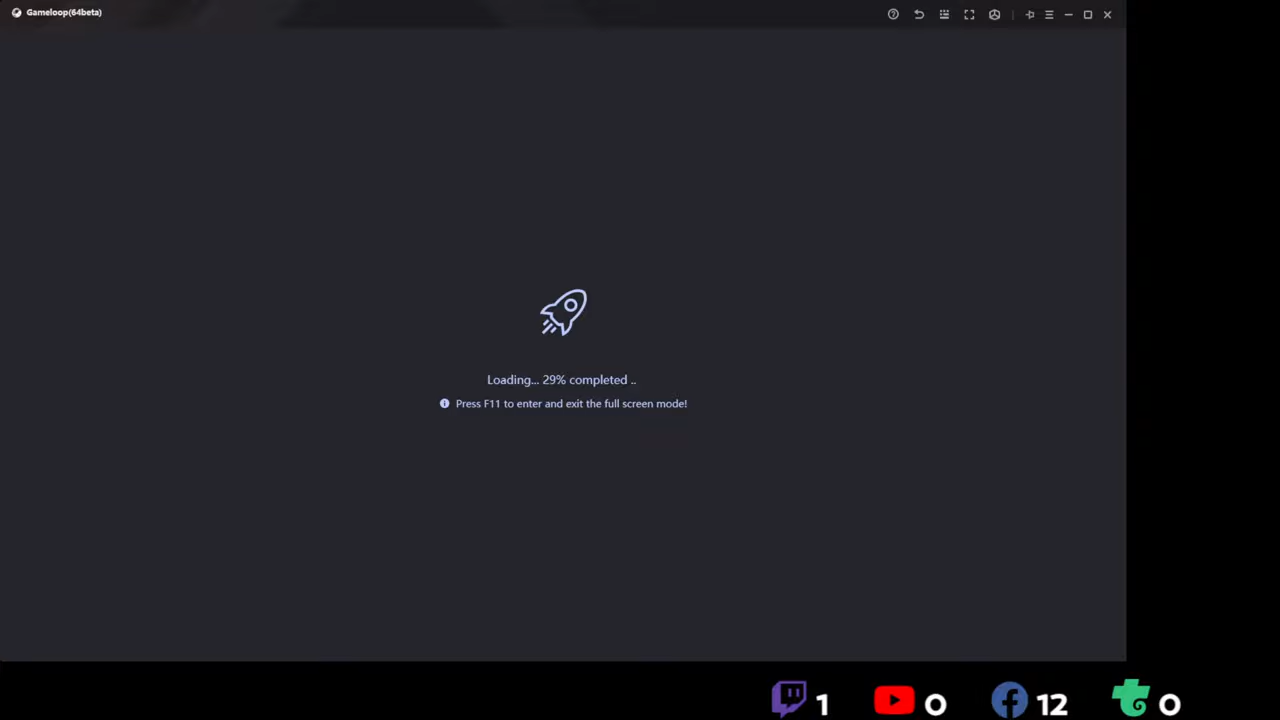 Gameloop(64beta)
Loading... 29% completed ..
Press F11 to enter and exit the full screen mode!
1 0 12 0